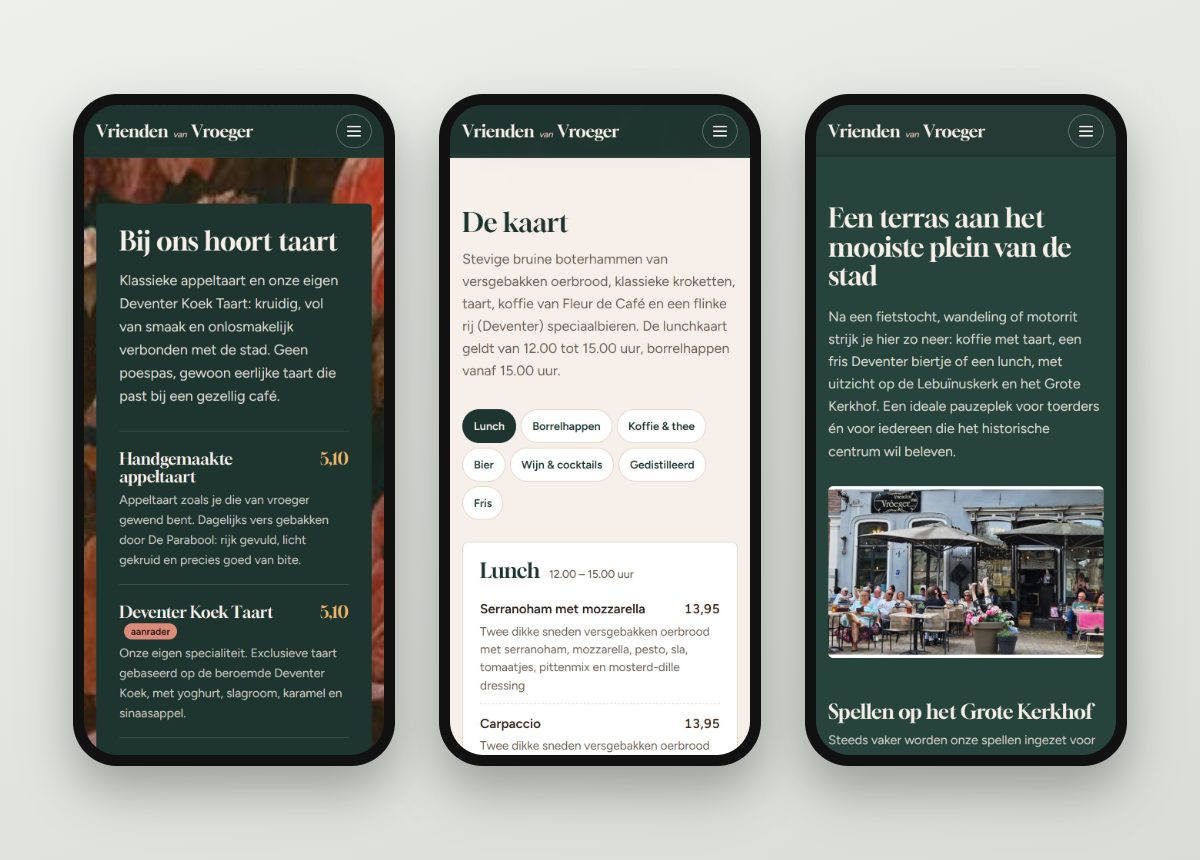 Vrienden van Vroeger
Bij ons hoort taart
Klassieke appeltaart en onze eigen
Deventer Koek Taart: kruidig, vol
van smaak en onlosmakelijk
verbonden met de stad. Geen
poespas, gewoon eerlijke taart die
past bij een gezellig café.
Handgemaakte appeltaart 5,10
Appeltaart zoals je die van vroeger
gewend bent. Dagelijks vers gebakken
door De Parabool: rijk gevuld, licht
gekruid en precies goed van bite.
Deventer Koek Taart 5,10
aanrader
Onze eigen specialiteit. Exclusieve taart
gebaseerd op de beroemde Deventer
Koek, met yoghurt, slagroom, karamel en
sinaasappel.
Vrienden van Vroeger
De kaart
Stevige bruine boterhammen van
versgebakken oerbrood, klassieke kroketten,
taart, koffie van Fleur de Café en een flinke
rij (Deventer) speciaalbieren. De lunchkaart
geldt van 12.00 tot 15.00 uur, borrelhappen
vanaf 15.00 uur.
Lunch Borrelhappen Koffie & thee
Bier Wijn & cocktails Gedistilleerd
Fris
Lunch 12.00 – 15.00 uur
Serranoham met mozzarella 13,95
Twee dikke sneden versgebakken oerbrood
met serranoham, mozzarella, pesto, sla,
tomaatjes, pittenmix en mosterd-dille
dressing
Carpaccio 13,95
Twee dikke sneden versgebakken oerbrood
Vrienden van Vroeger
Een terras aan het
mooiste plein van de
stad
Na een fietstocht, wandeling of motorrit
strijk je hier zo neer: koffie met taart, een
fris Deventer biertje of een lunch, met
uitzicht op de Lebuïnuskerk en het Grote
Kerkhof. Een ideale pauzeplek voor toerders
én voor iedereen die het historische
centrum wil beleven.
Vroeger
Spellen op het Grote Kerkhof
Steeds vaker worden onze spellen ingezet voor